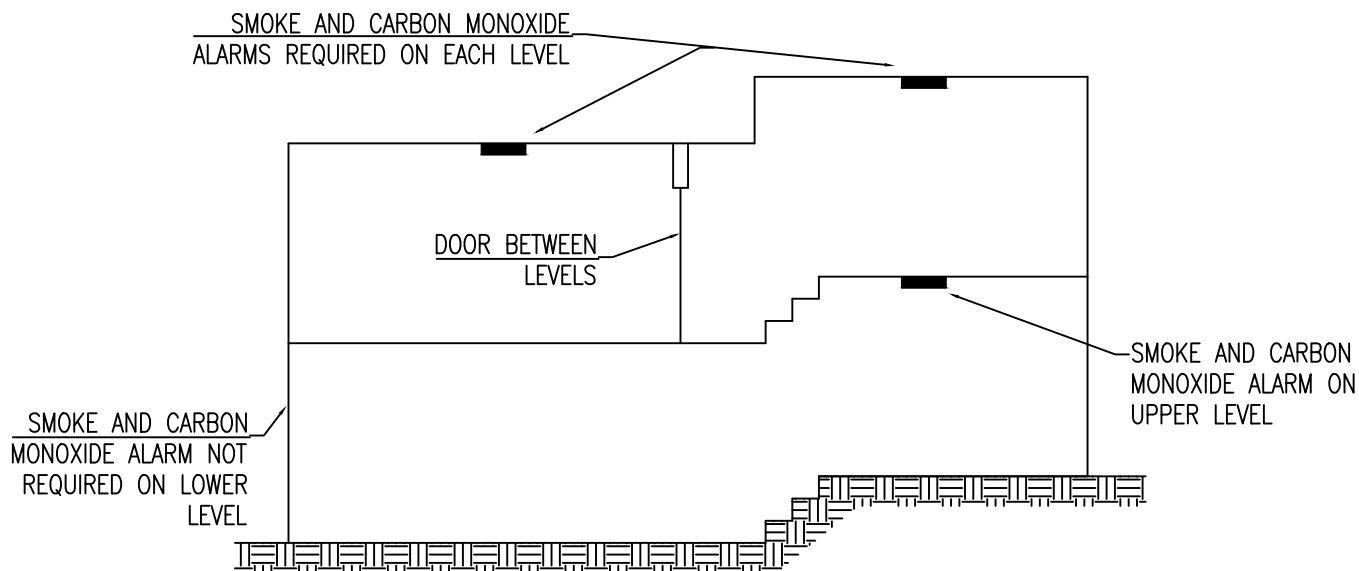 SMOKE AND CARBON MONOXIDE
ALARMS REQUIRED ON EACH LEVEL
DOOR BETWEEN
LEVELS
SMOKE AND CARBON
MONOXIDE ALARM ON
UPPER LEVEL
SMOKE AND CARBON
MONOXIDE ALARM NOT
REQUIRED ON LOWER
LEVEL